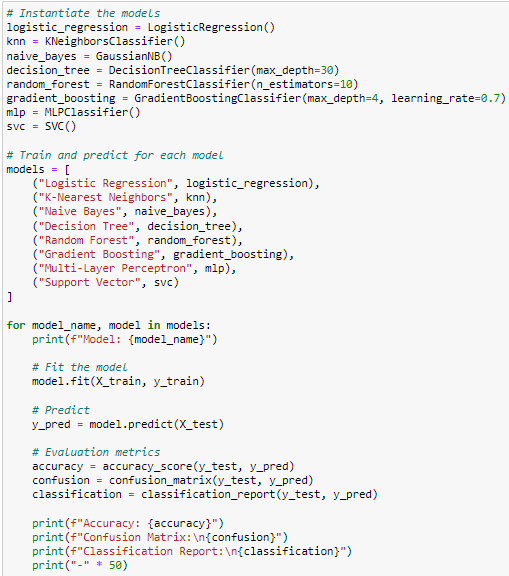 # Instantiate the models
logistic_regression = LogisticRegression()
knn = KNeighborsClassifier()
naive_bayes = GaussianNB()
decision_tree = DecisionTreeClassifier(max_depth=30)
random_forest = RandomForestClassifier(n_estimators=10)
gradient_boosting = GradientBoostingClassifier(max_depth=4, learning_rate=0.7)
mlp = MLPClassifier()
svc = SVC()

# Train and predict for each model
models = [
    ("Logistic Regression", logistic_regression),
    ("K-Nearest Neighbors", knn),
    ("Naive Bayes", naive_bayes),
    ("Decision Tree", decision_tree),
    ("Random Forest", random_forest),
    ("Gradient Boosting", gradient_boosting),
    ("Multi-Layer Perceptron", mlp),
    ("Support Vector", svc)
]

for model_name, model in models:
    print(f"Model: {model_name}")

    # Fit the model
    model.fit(X_train, y_train)

    # Predict
    y_pred = model.predict(X_test)

    # Evaluation metrics
    accuracy = accuracy_score(y_test, y_pred)
    confusion = confusion_matrix(y_test, y_pred)
    classification = classification_report(y_test, y_pred)

    print(f"Accuracy: {accuracy}")
    print(f"Confusion Matrix:\n{confusion}")
    print(f"Classification Report:\n{classification}")
    print("-" * 50)